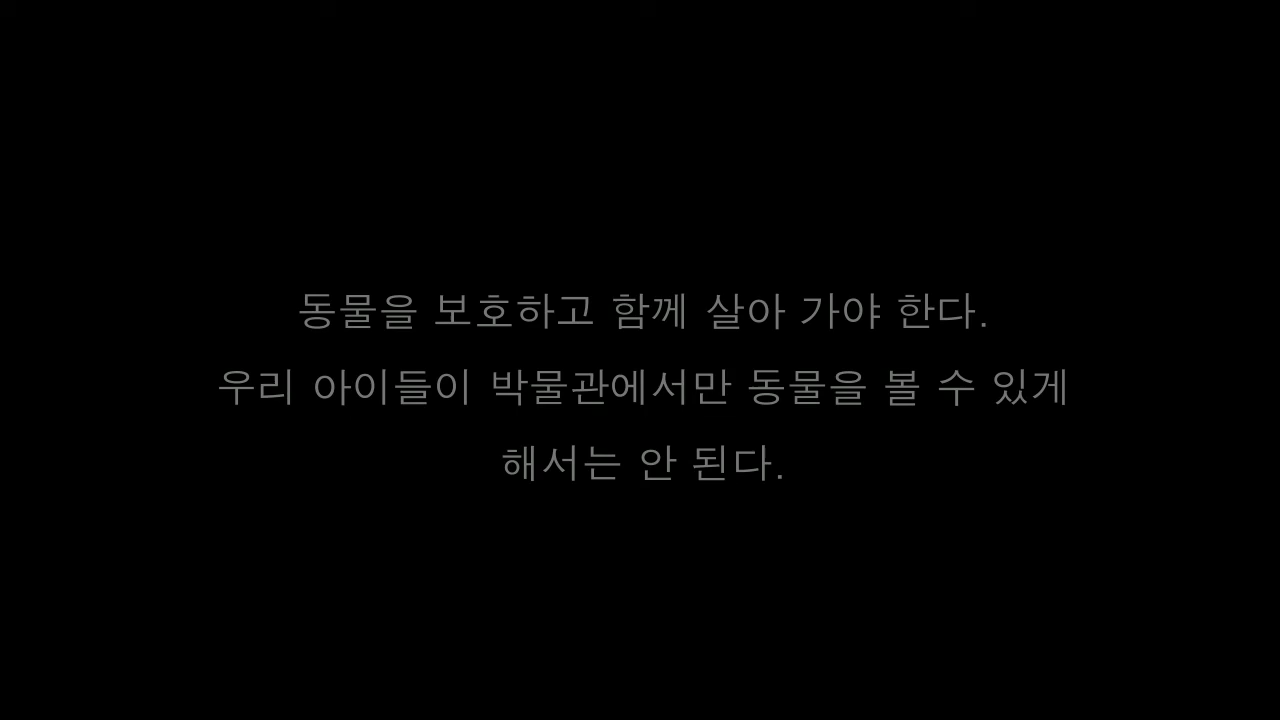 동물을 보호하고 함께 살아 가야 한다.
우리 아이들이 박물관에서만 동물을 볼 수 있게
해서는 안 된다.